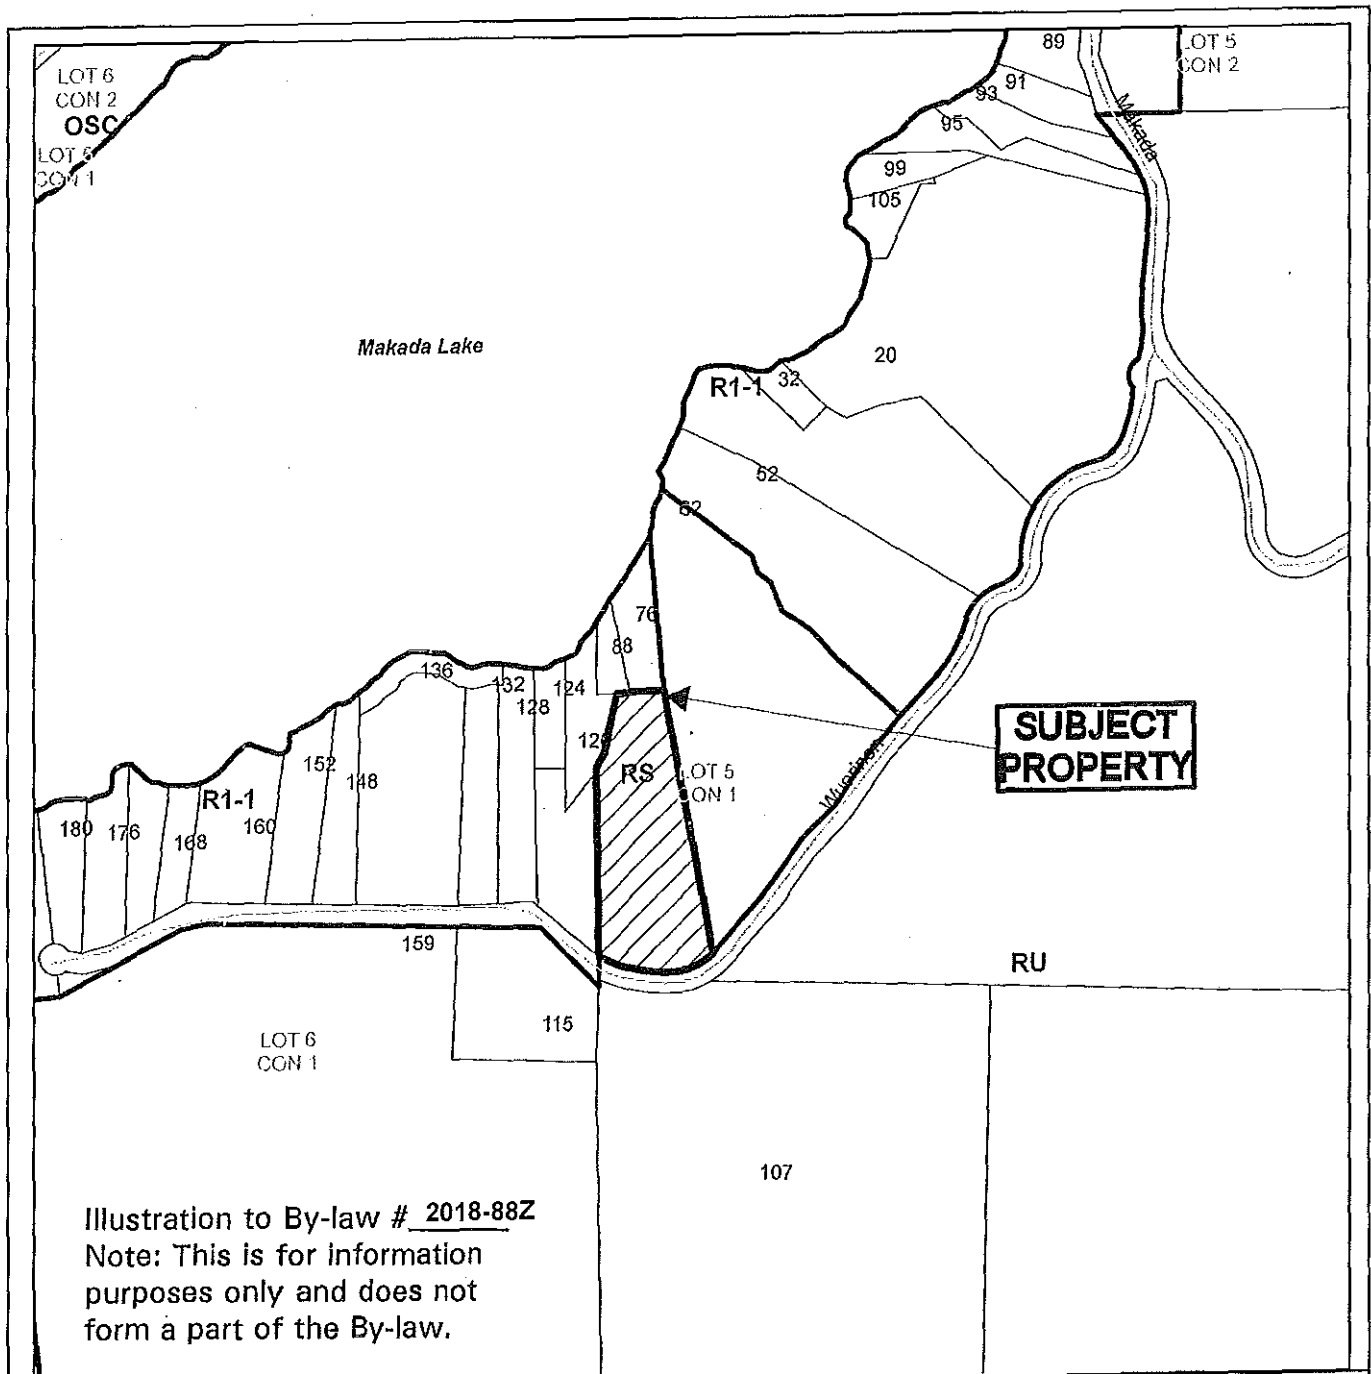 89
LOT 5
CON 2
LOT 6
CON 2
OSC
91
93
Makada
95
LOT 6
CON 1
99
105
Makada Lake
20
R1-1
32
52
62
76
88
136
132
124
128
SUBJECT
PROPERTY
RS
LOT 5
CON 1
152
148
R1-1
160
180
176
168
159
RU
115
LOT 6
CON 1
107
Illustration to By-law # 2018-88Z
Note: This is for information
purposes only and does not
form a part of the By-law.